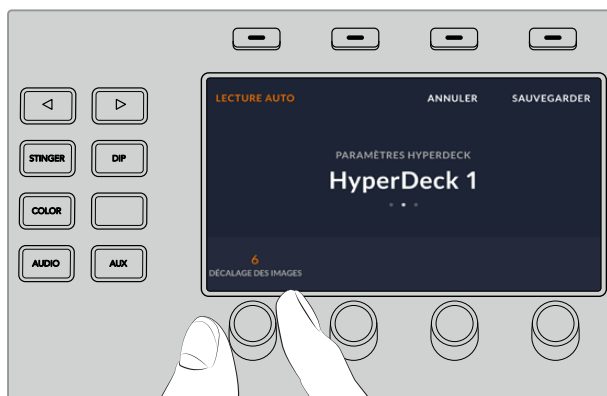 LECTURE AUTO ANNULER SAUVEGARDER
PARAMÈTRES HYPERDECK
HyperDeck 1
6
DÉCALAGE DES IMAGES
STINGER DIP
COLOR
AUDIO AUX